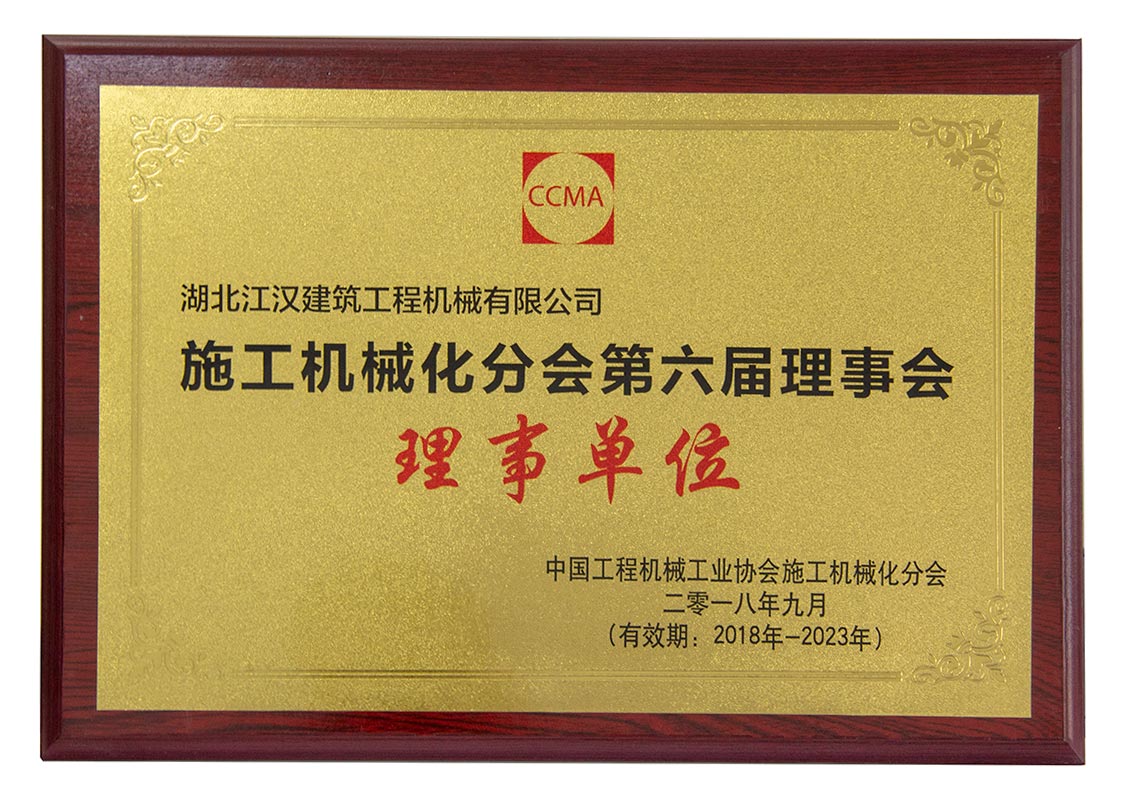 CCMA
湖北江汉建筑工程机械有限公司
施工机械化分会第六届理事会
理事单位
中国工程机械工业协会施工机械化分会
二零一八年九月
（有效期：2018年-2023年）